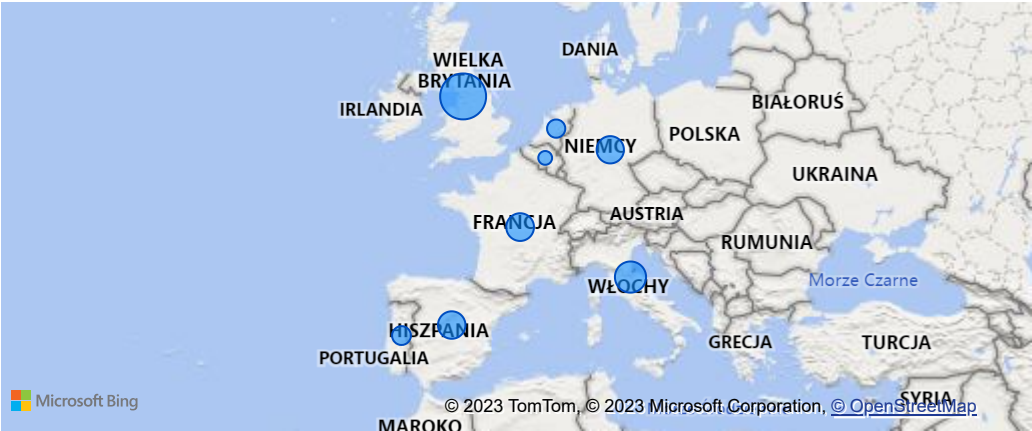 DANIA
WIELKA
BRYTANIA
IRLANDIA
BIAŁORUŚ
POLSKA
NIEMCY
UKRAINA
AUSTRIA
FRANCJA
RUMUNIA
Morze Czarne
WŁOCHY
HISZPANIA
GRECJA
TURCJA
PORTUGALIA
SYRIA
Microsoft Bing
© 2023 TomTom, © 2023 Microsoft Corporation, © OpenStreetMap
MAROKO